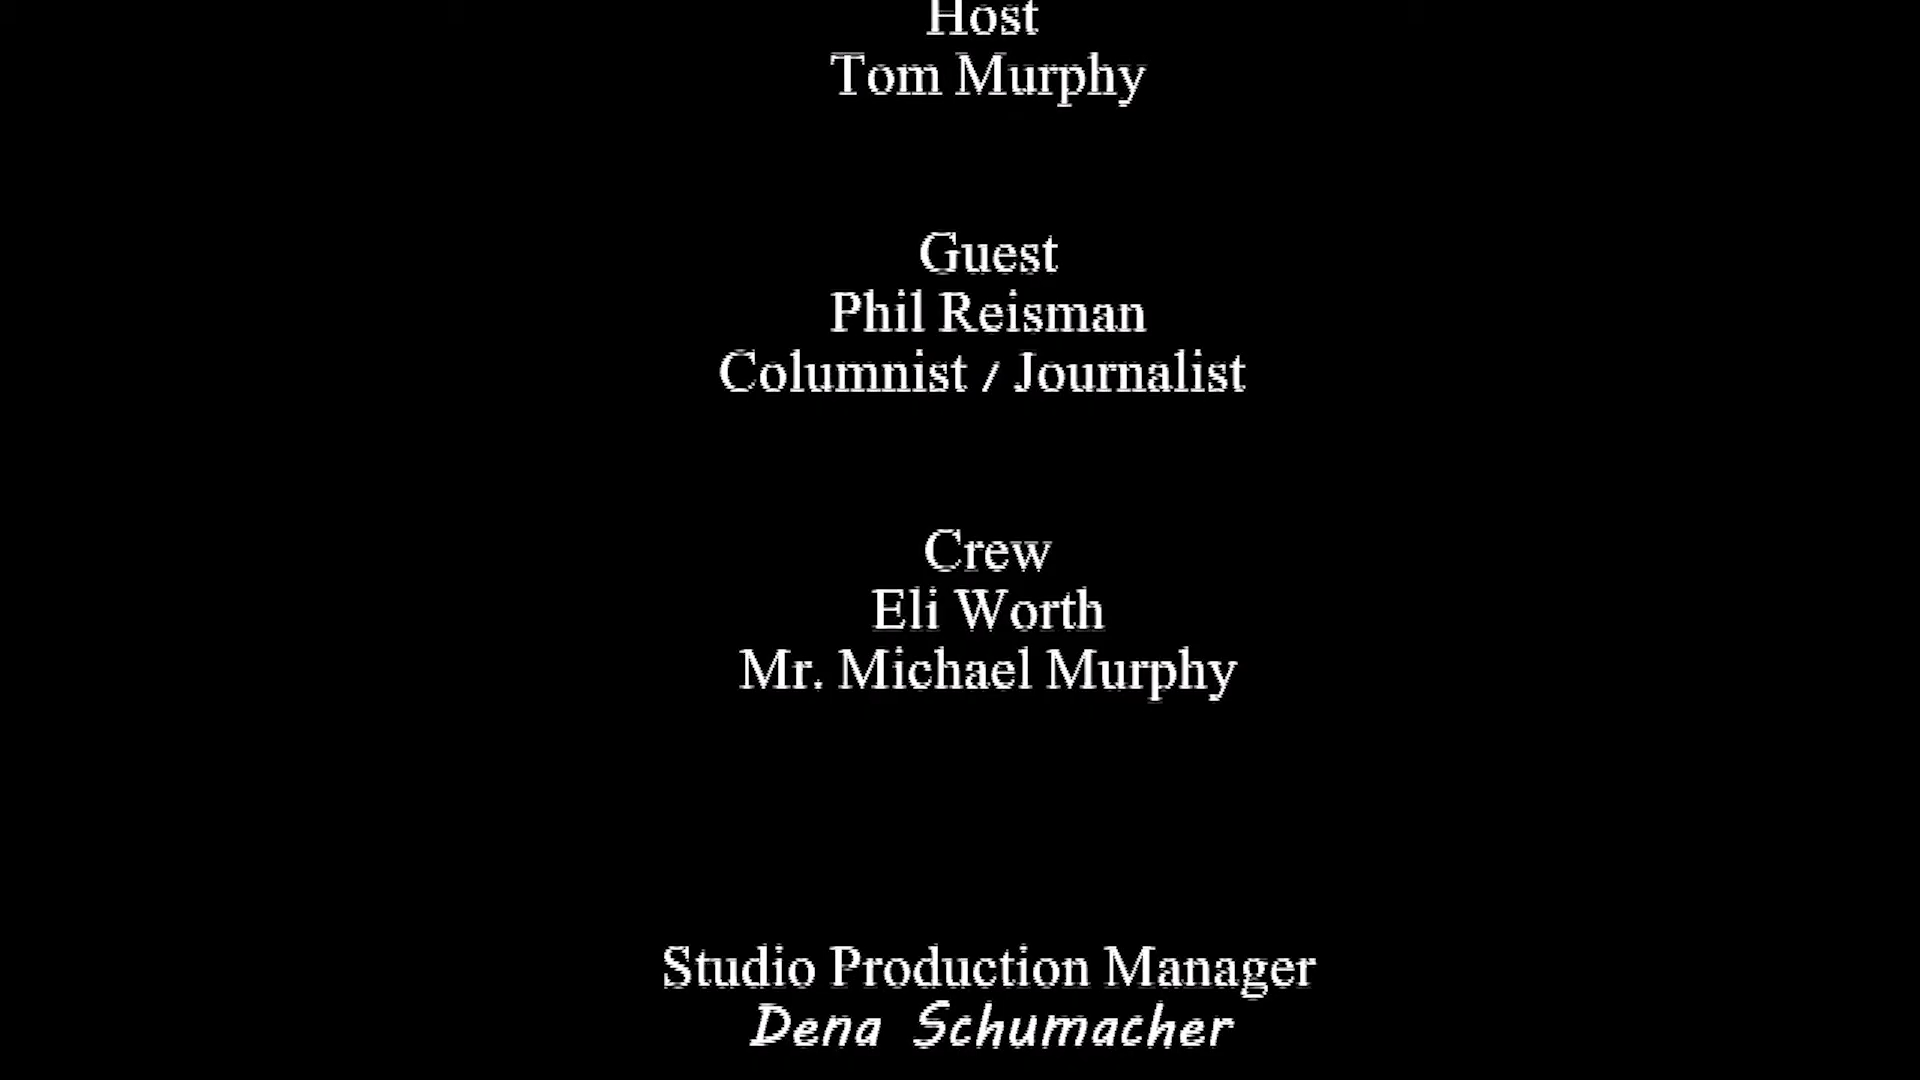 Host
Tom Murphy
Guest
Phil Reisman
Columnist / Journalist
Crew
Eli Worth
Mr. Michael Murphy
Studio Production Manager
Dena Schumacher